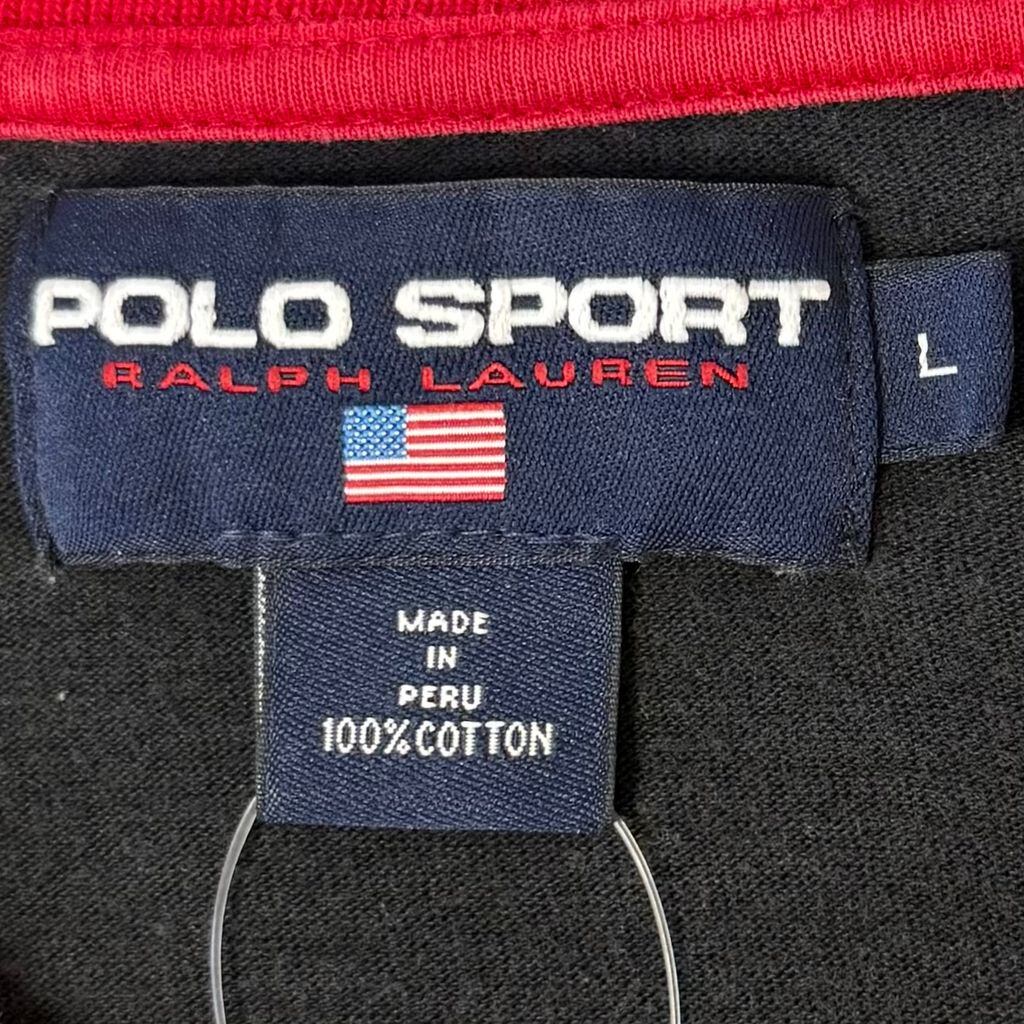 POLO SPORT
RALPH LAUREN
L
MADE
IN
PERU
100% COTTON